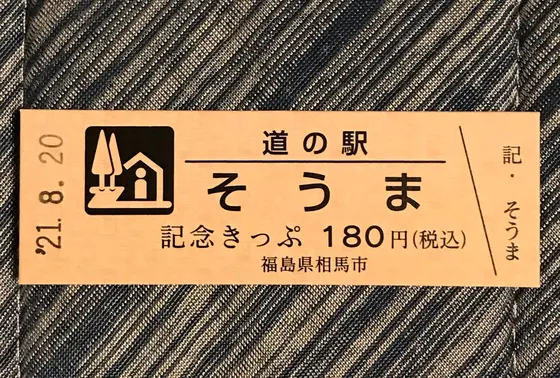 '21. 8. 20
道の駅
そうま
記念きっぷ 180円(税込)
福島県相馬市
記・そうま